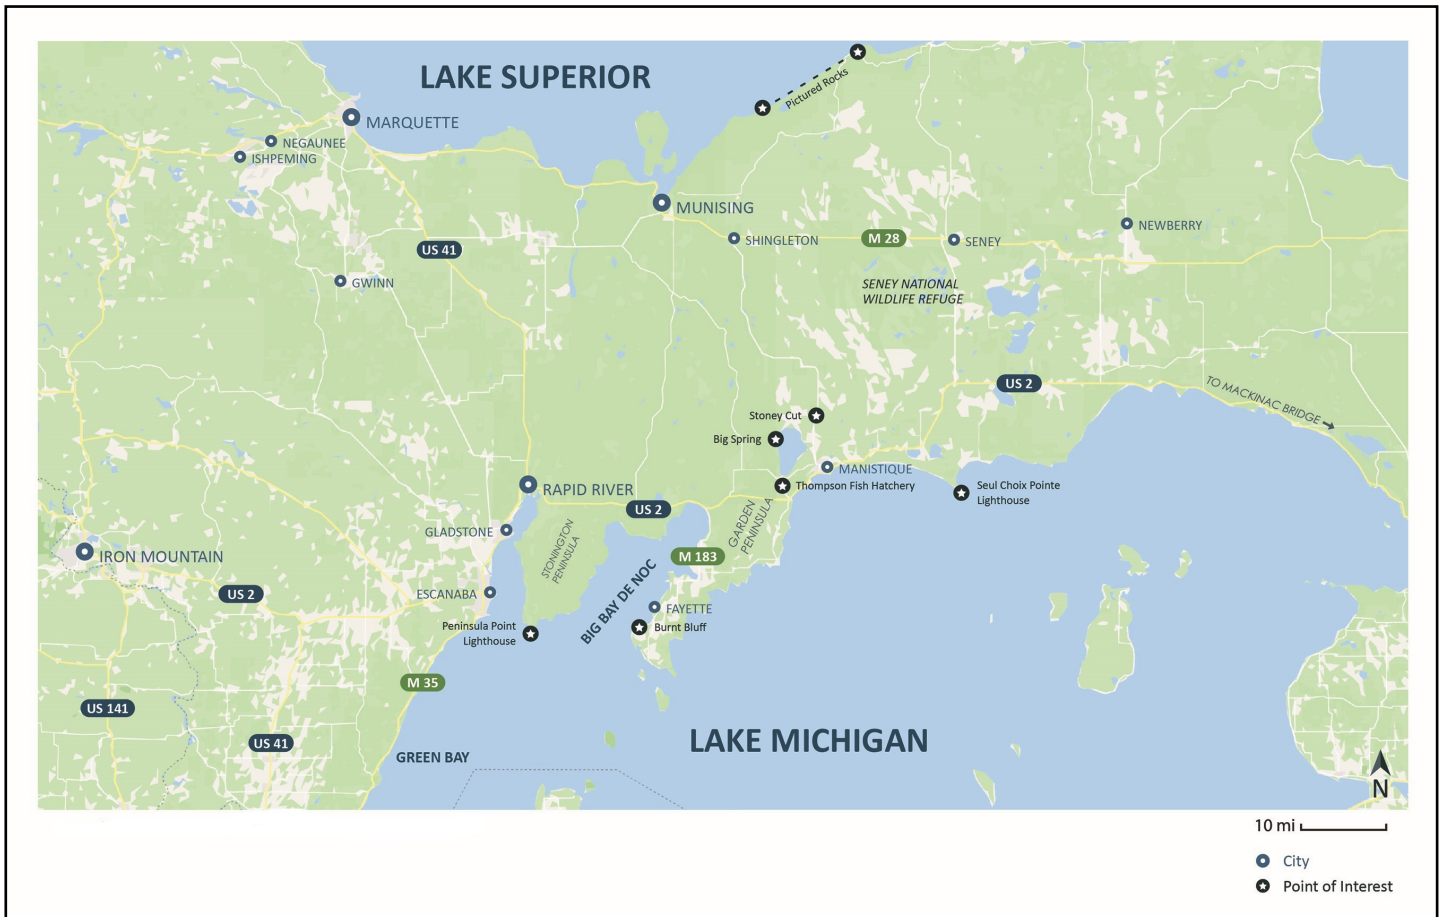 LAKE SUPERIOR
Pictured Rocks
MARQUETTE
NEGAUNEE
ISHPEMING
MUNISING
NEWBERRY
SHINGLETON
M 28
SENEY
US 41
GWINN
SENEY NATIONAL
WILDLIFE REFUGE
US 2
TO MACKINAC BRIDGE
Stoney Cut
Big Spring
MANISTIQUE
Thompson Fish Hatchery
Seul Choix Pointe
Lighthouse
RAPID RIVER
US 2
GARDEN
PENINSULA
GLADSTONE
STONINGTON
PENINSULA
M 183
IRON MOUNTAIN
US 2
ESCANABA
BIG BAY DE NOC
FAYETTE
Peninsula Point
Lighthouse
Burnt Bluff
M 35
US 141
US 41
LAKE MICHIGAN
GREEN BAY
N
10 mi
City
Point of Interest